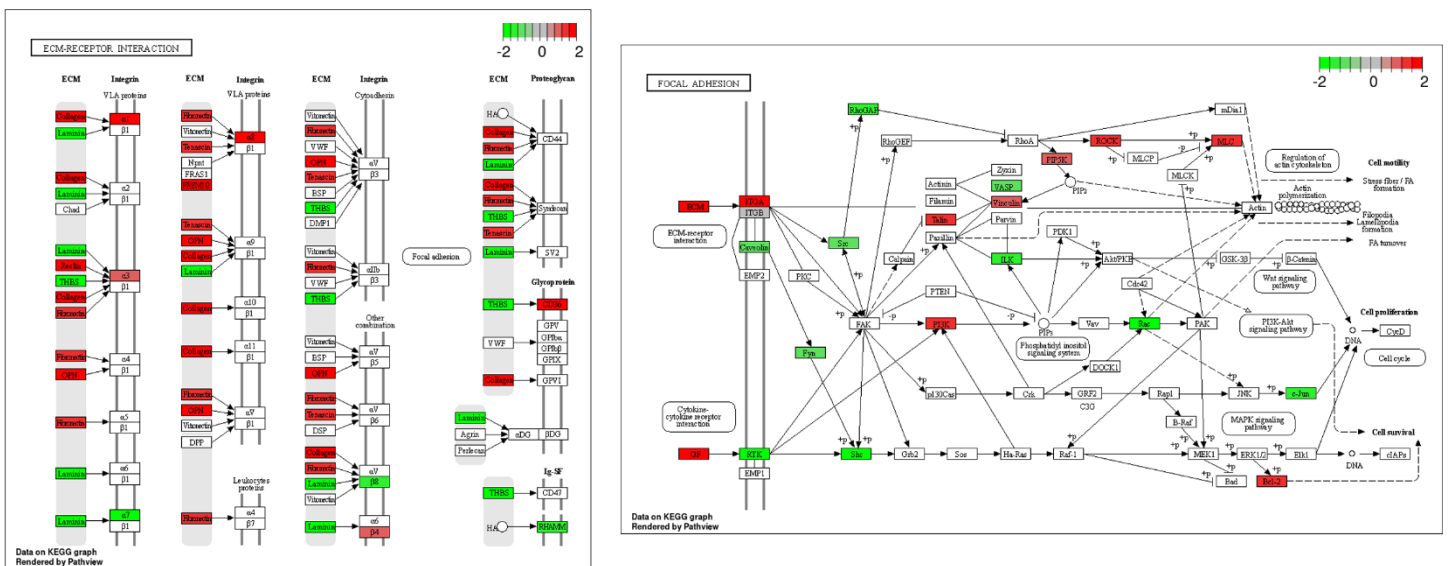 ECM-RECEPTOR INTERACTION
-2 0 2
ECM Integrin
VLA proteins
Collagen α1
Laminin β1
Collagen α2
Laminin β1
Chad
Laminin
Reelin α3
THBS β1
Collagen
Fibronectin
Fibronectin α4
OPN β1
Fibronectin α5
β1
Laminin α6
β1
Laminin α7
β1
ECM Integrin
VLA proteins
Fibronectin α8
Vitronectin β1
Tenascin
Npnt
FRAS1
Tenascin
OPN α9
Collagen β1
Laminin
Collagen α10
β1
Collagen α11
β1
Fibronectin
OPN αV
Vitronectin β1
DPP
Leukocytes
proteins
Fibronectin α4
β7
ECM Integrin
Cytoadhesin
Vitronectin
Fibronectin
VWF
OPN αV
Tenascin β3
BSP
THBS
DMP1
Vitronectin
Fibronectin αIIb
VWF β3
THBS
Other
combination
Vitronectin
BSP αV
OPN β5
Fibronectin αV
Tenascin β6
DSP
Collagen
Fibronectin αV
Laminin β8
Vitronectin
Laminin α6
β4
ECM Proteoglycan
HA
Collagen CD44
Fibronectin
Laminin
Collagen
Fibronectin Syndecan
THBS
Tenascin
Laminin SV2
Glycoprotein
THBS CD36
GPV
GPIbα
VWF GPIbβ
GPIX
Collagen GPVI
Laminin
Agrin αDG βDG
Perlecan
Ig-SF
THBS CD47
HA RHAMM
Focal adhesion
Data on KEGG graph
Rendered by Pathview
FOCAL ADHESION
-2 0 2
RhoGAP mDia1
+p
RhoGEF RhoA ROCK +p MLC
+p -p
MLCP
PIP5K MLCK
Regulation of
actin cytoskeleton
Cell motility
Stress fiber / FA
formation
Zyxin
Actinin VASP PIP2
Actin
polymerization
ECM ITGA Filamin Vinculin
ITGB Talin Parvin Actin
Filopodia
Lamellipodia
formation
ECM-receptor
interaction
Src Paxillin PDK1 +p
FA turnover
Caveolin Calpain ILK Akt/PKB GSK-3β β-Catenin
EMP2 PKC +p
Wnt signaling
pathway
PTEN Cdc42
-p -p
FAK +p PI3K PIP3 Vav Rac PAK
PI3K-Akt
signaling pathway
Cell proliferation
DNA CycD
Fyn
Phosphatidyl inositol
signaling system
Cell cycle
DOCK1
+p
p130Cas Crk GRF2 Rap1 JNK +p c-Jun
C3G
Cytokine-
cytokine receptor
interaction
B-Raf
MAPK signaling
pathway
+p +p +p
Cell survival
GF RTK Shc Grb2 Sos Ha-Ras Raf-1 MEK1 +p ERK1/2 +p Elk1 cIAPs
DNA
EMP1 Bad Bcl-2
Data on KEGG graph
Rendered by Pathview